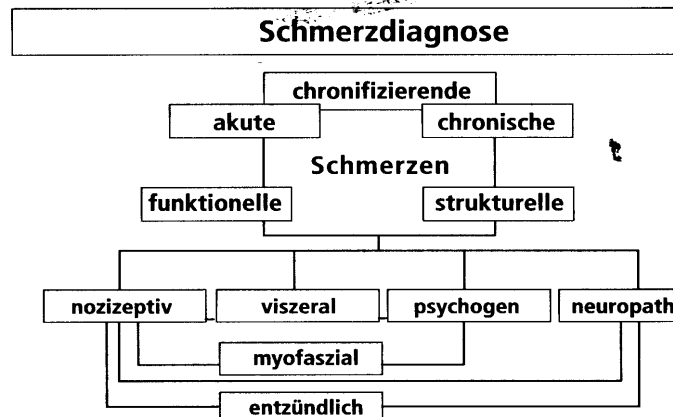 Schmerzdiagnose
chronifizierende
akute chronische
Schmerzen
funktionelle strukturelle
nozizeptiv viszeral psychogen neuropath
myofaszial
entzündlich